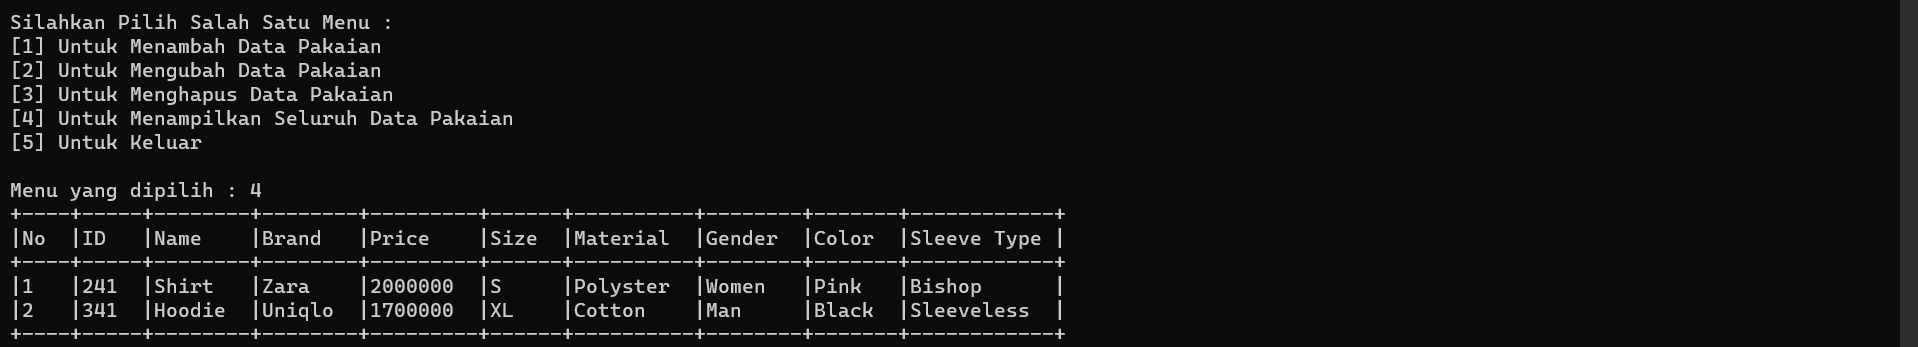 Silahkan Pilih Salah Satu Menu :
[1] Untuk Menambah Data Pakaian
[2] Untuk Mengubah Data Pakaian
[3] Untuk Menghapus Data Pakaian
[4] Untuk Menampilkan Seluruh Data Pakaian
[5] Untuk Keluar
Menu yang dipilih : 4
+----+-----+--------+--------+---------+------+----------+--------+-------+------------+
|No  |ID   |Name    |Brand   |Price    |Size  |Material  |Gender  |Color  |Sleeve Type |
+----+-----+--------+--------+---------+------+----------+--------+-------+------------+
|1   |241  |Shirt   |Zara    |2000000  |S     |Polyster  |Women   |Pink   |Bishop      |
|2   |341  |Hoodie  |Uniqlo  |1700000  |XL    |Cotton    |Man     |Black  |Sleeveless  |
+----+-----+--------+--------+---------+------+----------+--------+-------+------------+